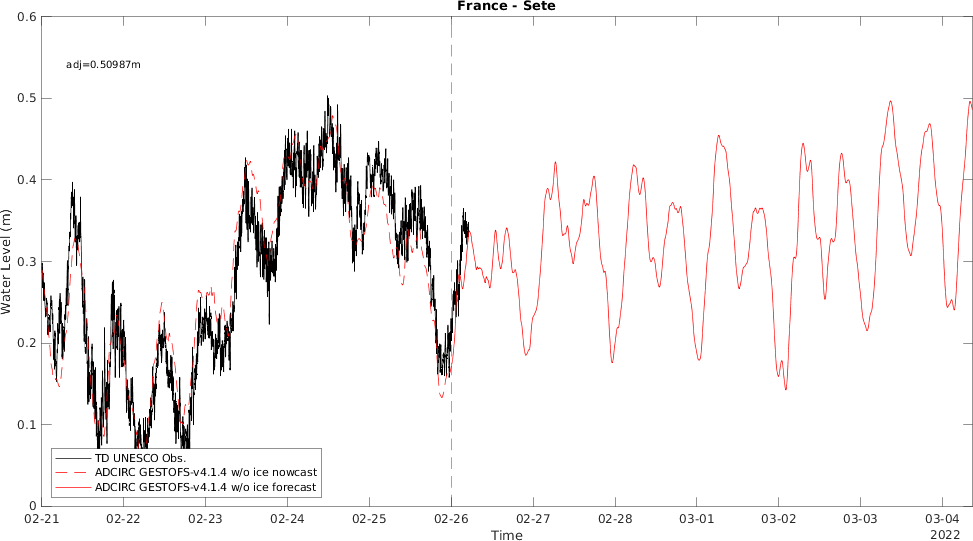 France - Sete
0.6
adj=0.50987m
0.5
0.4
0.3
0.2
0.1
0
Water Level (m)
TD UNESCO Obs.
ADCIRC GESTOFS-v4.1.4 w/o ice nowcast
ADCIRC GESTOFS-v4.1.4 w/o ice forecast
02-21 02-22 02-23 02-24 02-25 02-26 02-27 02-28 03-01 03-02 03-03 03-04
Time 2022